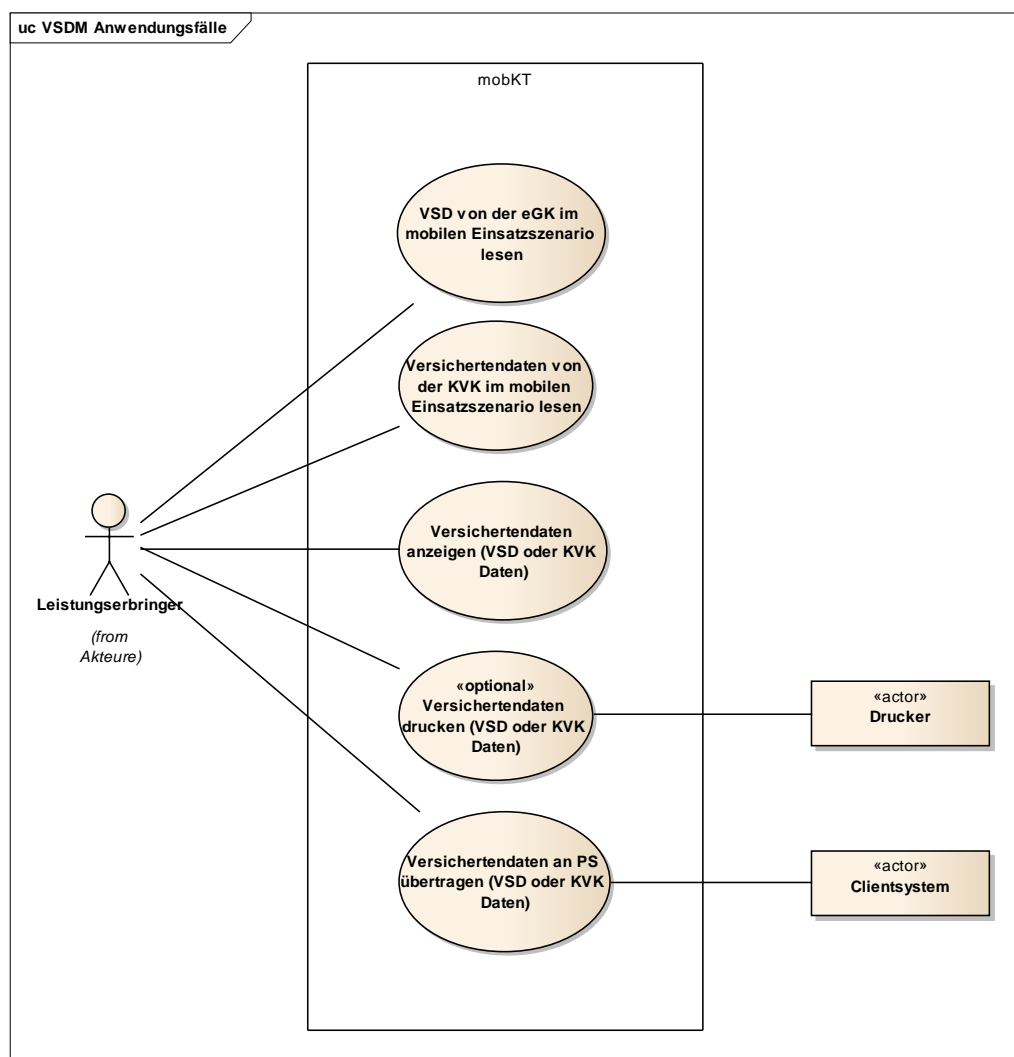 uc VSDM Anwendungsfälle
mobKT
VSD von der eGK im
mobilen Einsatzszenario
lesen
Versichertendaten von
der KVK im mobilen
Einsatzszenario lesen
Versichertendaten
anzeigen (VSD oder KVK
Daten)
Leistungserbringer
(from
Akteure)
«optional»
Versichertendaten
drucken (VSD oder KVK
Daten)
«actor»
Drucker
Versichertendaten an PS
übertragen (VSD oder KVK
Daten)
«actor»
Clientsystem